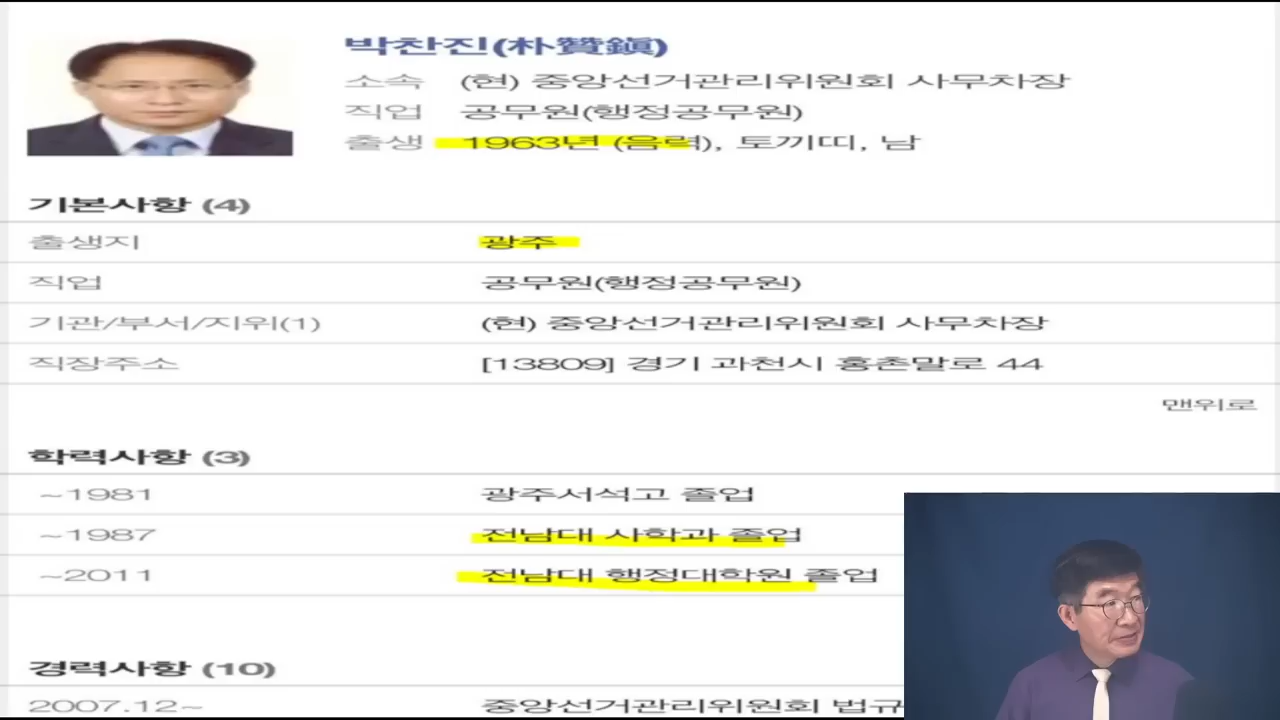 박찬진(朴贊鎭)
소속 (현) 중앙선거관리위원회 사무차장
직업 공무원(행정공무원)
출생 1963년 (음력), 토끼띠, 남
기본사항 (4)
출생지 광주
직업 공무원(행정공무원)
기관/부서/지위(1) (현) 중앙선거관리위원회 사무차장
직장주소 [13809] 경기 과천시 홍촌말로 44
맨위로
학력사항 (3)
~1981 광주서석고 졸업
~1987 전남대 사학과 졸업
~2011 전남대 행정대학원 졸업
경력사항 (10)
2007.12~ 중앙선거관리위원회 법규